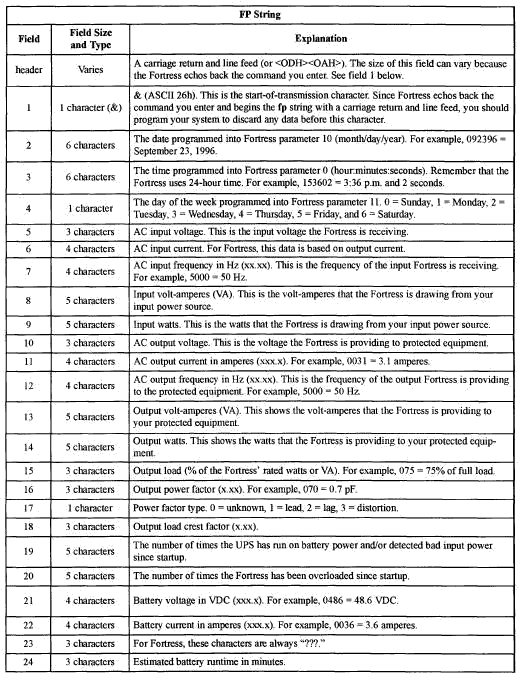 FP String
Field
Field Size
and Type
Explanation
header
Varies
A carriage return and line feed (or <ODH><OAH>). The size of this field can vary because
the Fortress echos back the command you enter. See field 1 below.
1
1 character (&)
& (ASCII 26h). This is the start-of-transmission character. Since Fortress echos back the
command you enter and begins the fp string with a carriage return and line feed, you should
program your system to discard any data before this character.
2
6 characters
The date programmed into Fortress parameter 10 (month/day/year). For example, 092396 =
September 23, 1996.
3
6 characters
The time programmed into Fortress parameter 0 (hour:minutes:seconds). Remember that the
Fortress uses 24-hour time. For example, 153602 = 3:36 p.m. and 2 seconds.
4
1 character
The day of the week programmed into Fortress parameter 11. 0 = Sunday, 1 = Monday, 2 =
Tuesday, 3 = Wednesday, 4 = Thursday, 5 = Friday, and 6 = Saturday.
5
3 characters
AC input voltage. This is the input voltage the Fortress is receiving.
6
4 characters
AC input current. For Fortress, this data is based on output current.
7
4 characters
AC input frequency in Hz (xx.xx). This is the frequency of the input Fortress is receiving.
For example, 5000 = 50 Hz.
8
5 characters
Input volt-amperes (VA). This is the volt-amperes that the Fortress is drawing from your
input power source.
9
5 characters
Input watts. This is the watts that the Fortress is drawing from your input power source.
10
3 characters
AC output voltage. This is the voltage the Fortress is providing to protected equipment.
11
4 characters
AC output current in amperes (xxx.x). For example, 0031 = 3.1 amperes.
12
4 characters
AC output frequency in Hz (xx.xx). This is the frequency of the output Fortress is providing
to the protected equipment. For example, 5000 = 50 Hz.
13
5 characters
Output volt-amperes (VA). This shows the volt-amperes that the Fortress is providing to
your protected equipment.
14
5 characters
Output watts. This shows the watts that the Fortress is providing to your protected equip-
ment.
15
3 characters
Output load (% of the Fortress' rated watts or VA). For example, 075 = 75% of full load.
16
3 characters
Output power factor (x.xx). For example, 070 = 0.7 pF.
17
1 character
Power factor type. 0 = unknown, 1 = lead, 2 = lag, 3 = distortion.
18
3 characters
Output load crest factor (x.xx).
19
5 characters
The number of times the UPS has run on battery power and/or detected bad input power
since startup.
20
5 characters
The number of times the Fortress has been overloaded since startup.
21
4 characters
Battery voltage in VDC (xxx.x). For example, 0486 = 48.6 VDC.
22
4 characters
Battery current in amperes (xxx.x). For example, 0036 = 3.6 amperes.
23
3 characters
For Fortress, these characters are always “???.”
24
3 characters
Estimated battery runtime in minutes.